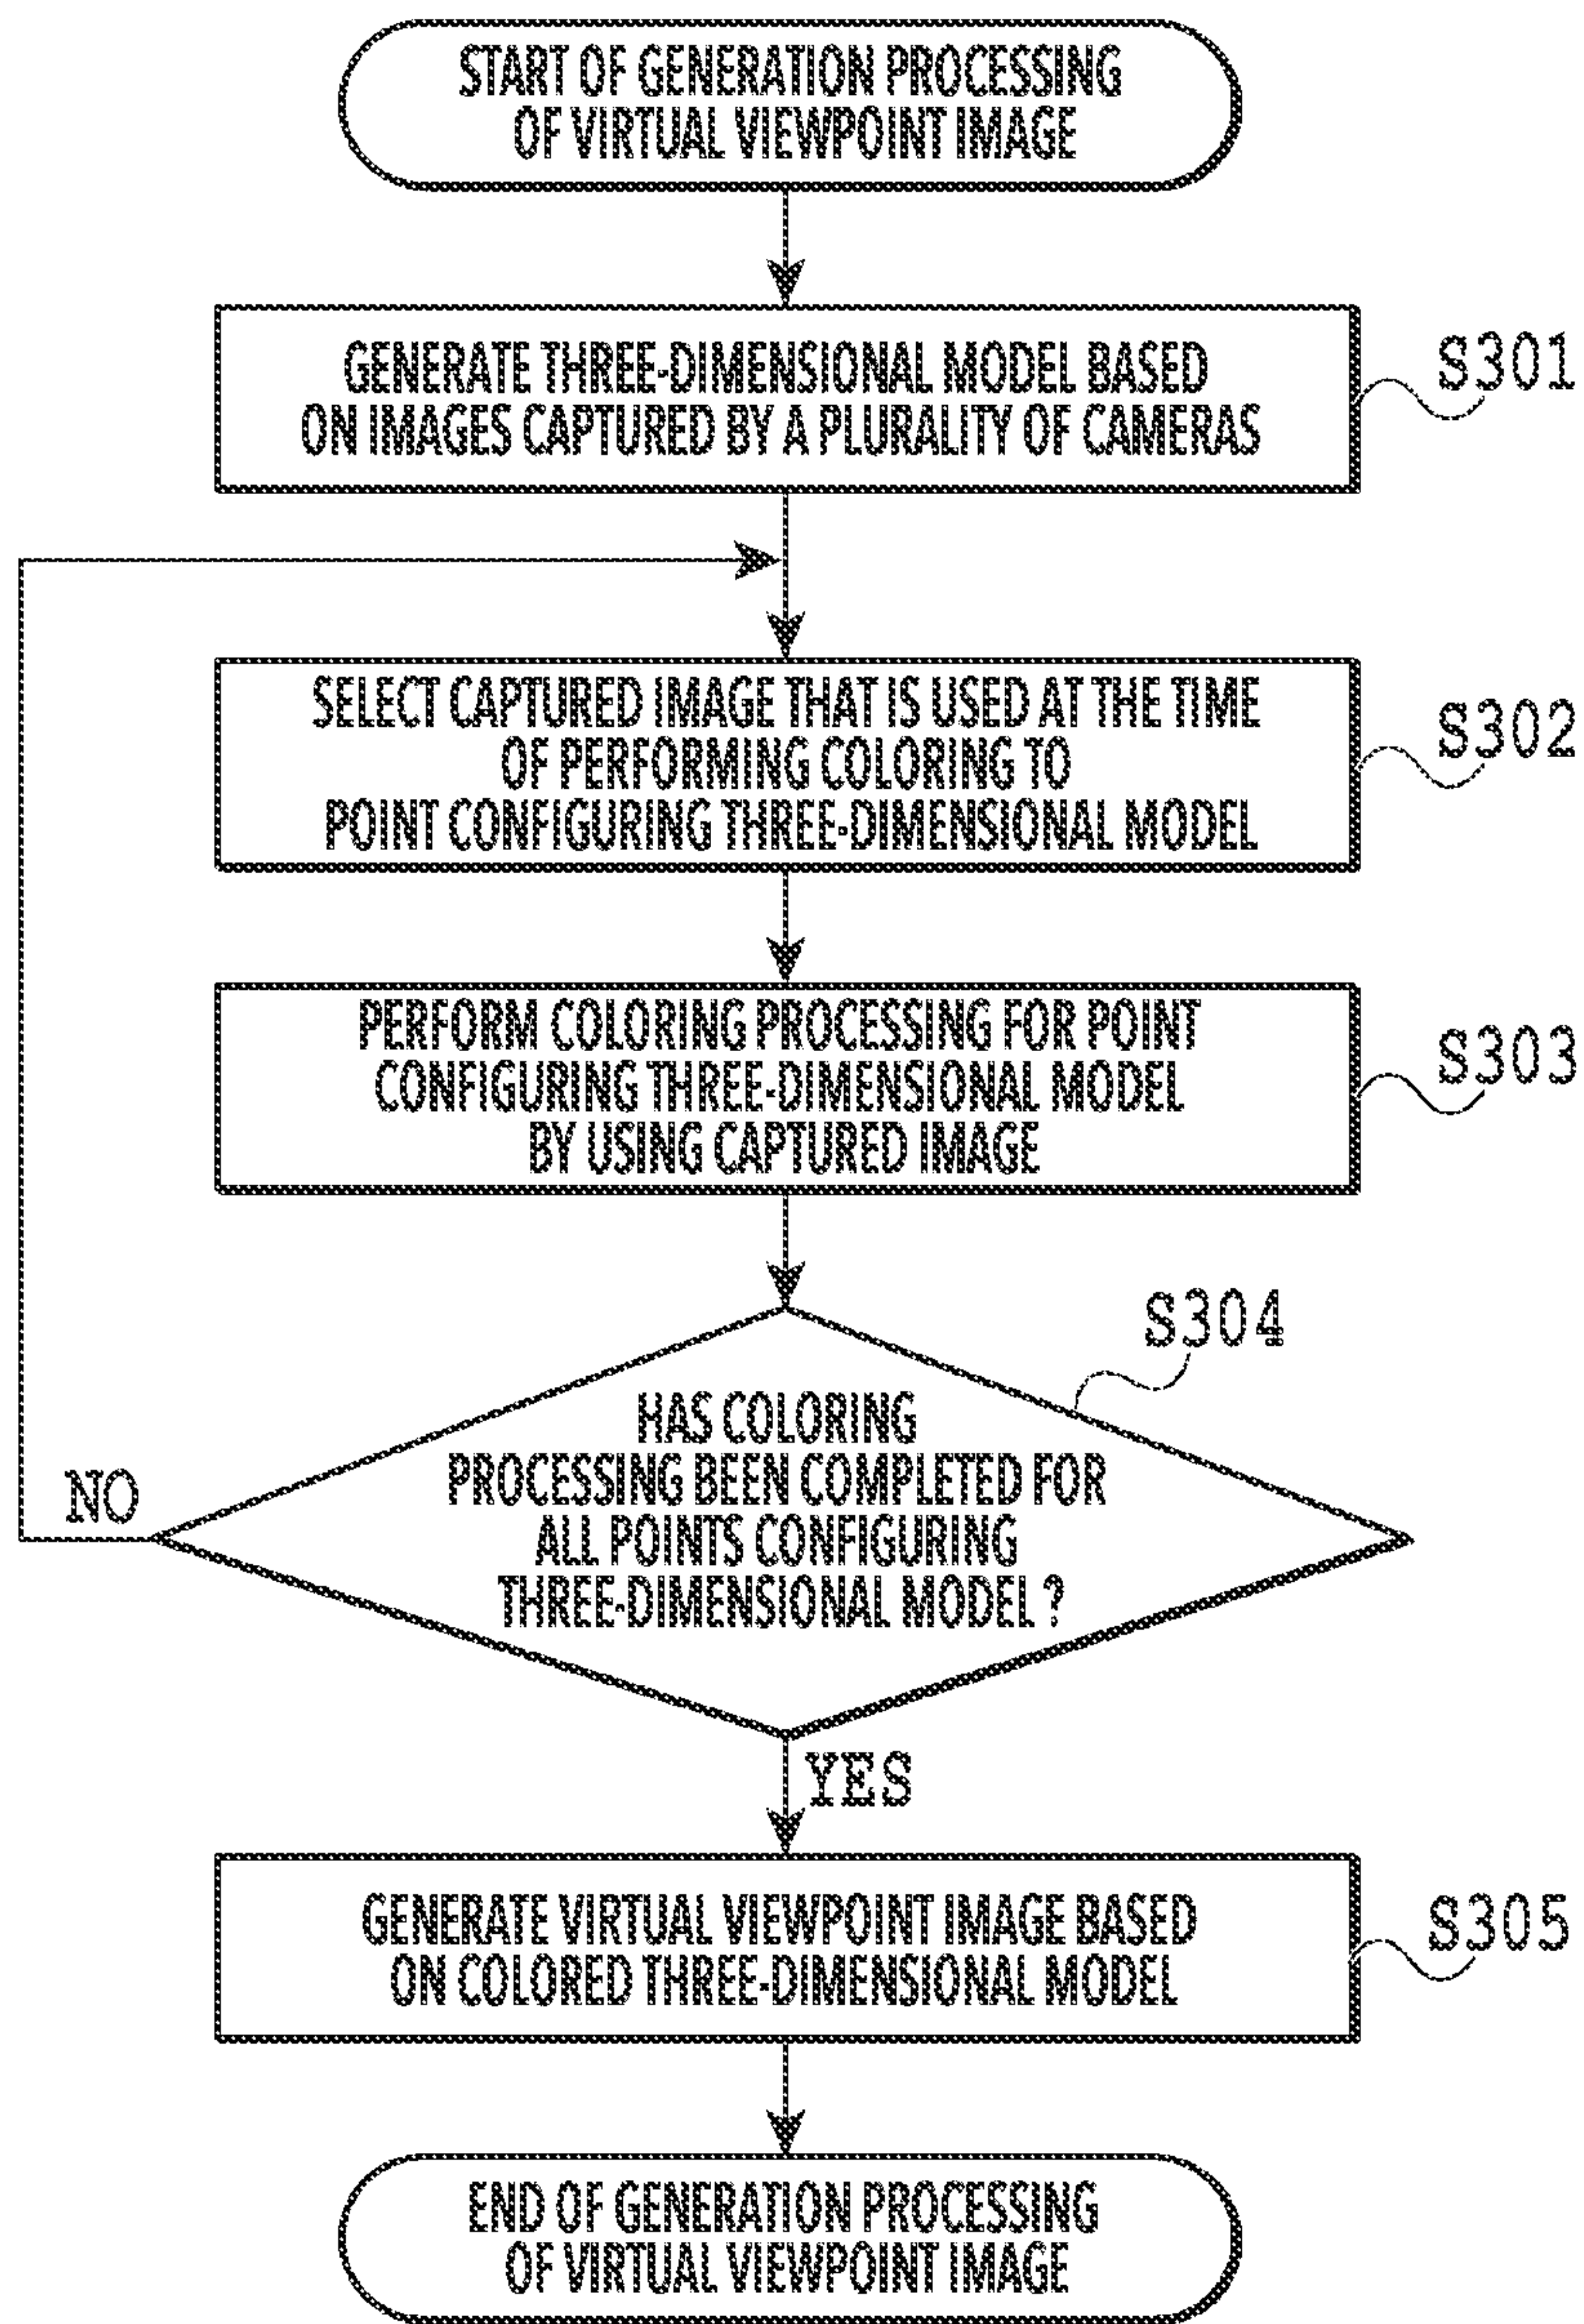 START OF GENERATION PROCESSING
OF VIRTUAL VIEWPOINT IMAGE
GENERATE THREE-DIMENSIONAL MODEL BASED
ON IMAGES CAPTURED BY A PLURALITY OF CAMERAS
S301
SELECT CAPTURED IMAGE THAT IS USED AT THE TIME
OF PERFORMING COLORING TO
POINT CONFIGURING THREE-DIMENSIONAL MODEL
S302
PERFORM COLORING PROCESSING FOR POINT
CONFIGURING THREE-DIMENSIONAL MODEL
BY USING CAPTURED IMAGE
S303
S304
HAS COLORING
PROCESSING BEEN COMPLETED FOR
ALL POINTS CONFIGURING
THREE-DIMENSIONAL MODEL ?
NO
YES
GENERATE VIRTUAL VIEWPOINT IMAGE BASED
ON COLORED THREE-DIMENSIONAL MODEL
S305
END OF GENERATION PROCESSING
OF VIRTUAL VIEWPOINT IMAGE